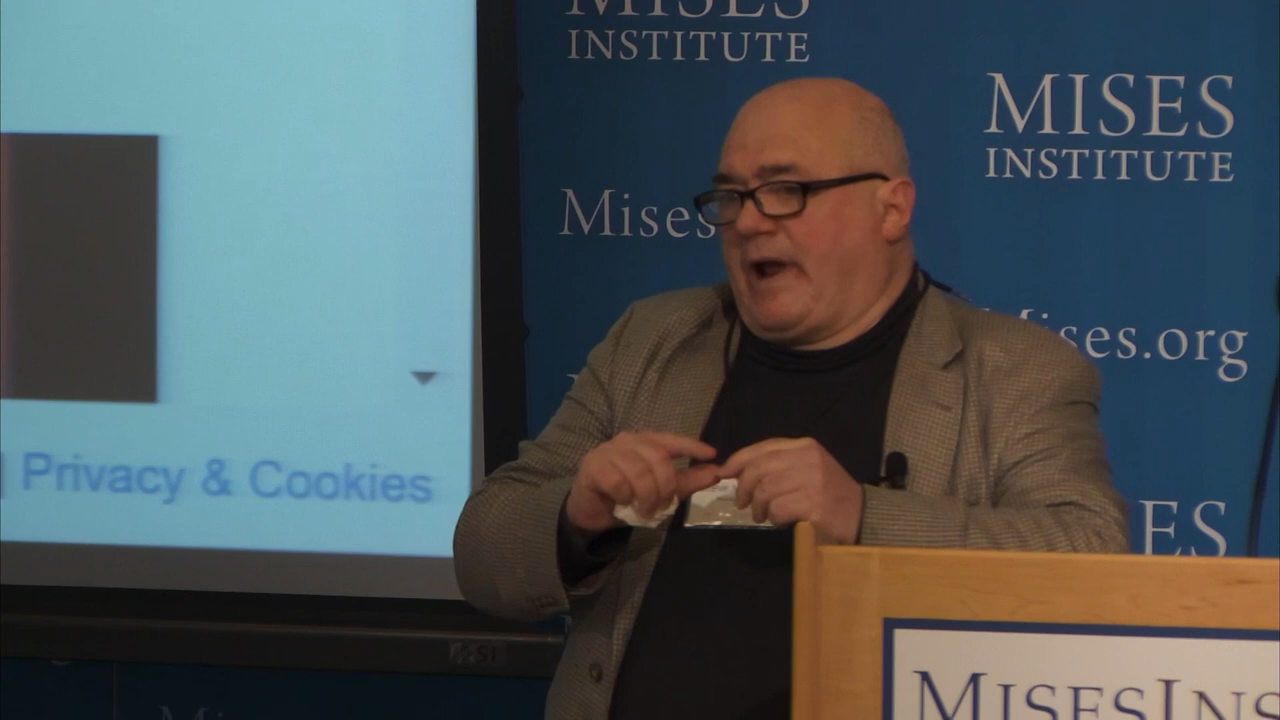 MISES
INSTITUTE
MISES
INSTITUTE
Mises
Mises.org
ES
Privacy & Cookies
MISESINS